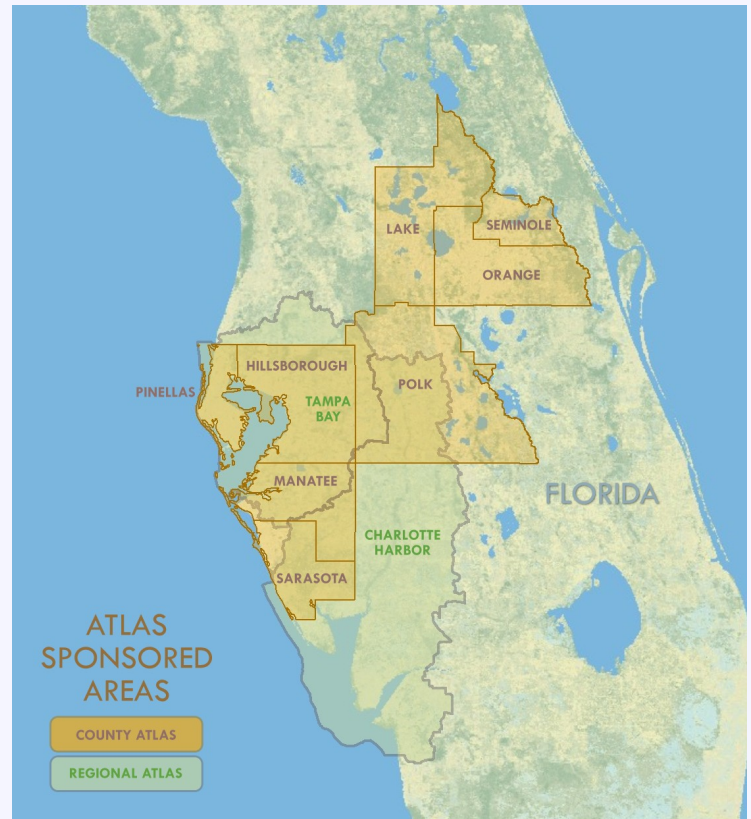 LAKE
SEMINOLE
ORANGE
HILLSBOROUGH
PINELLAS
TAMPA
BAY
POLK
MANATEE
FLORIDA
CHARLOTTE
HARBOR
SARASOTA
ATLAS
SPONSORED
AREAS
COUNTY ATLAS
REGIONAL ATLAS